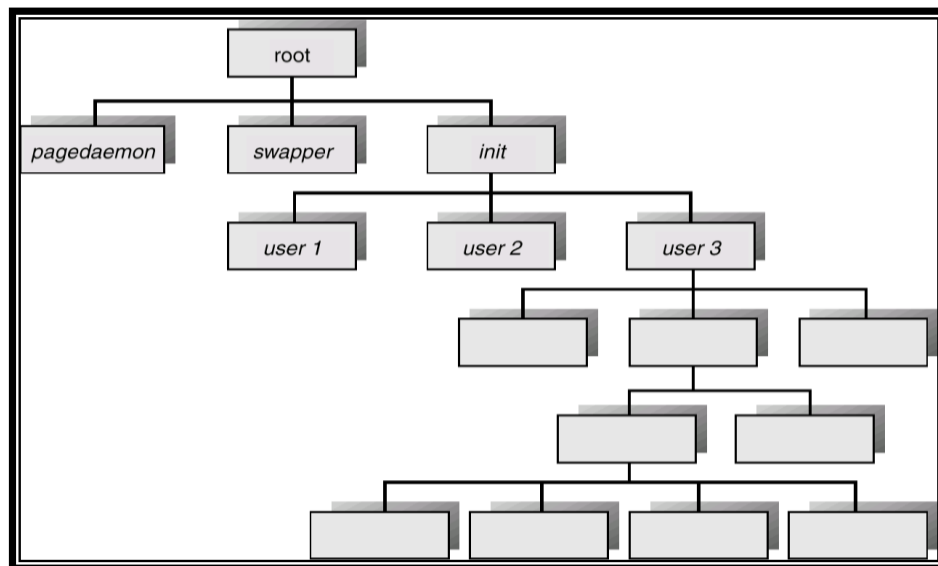 root
pagedaemon
swapper
init
user 1
user 2
user 3